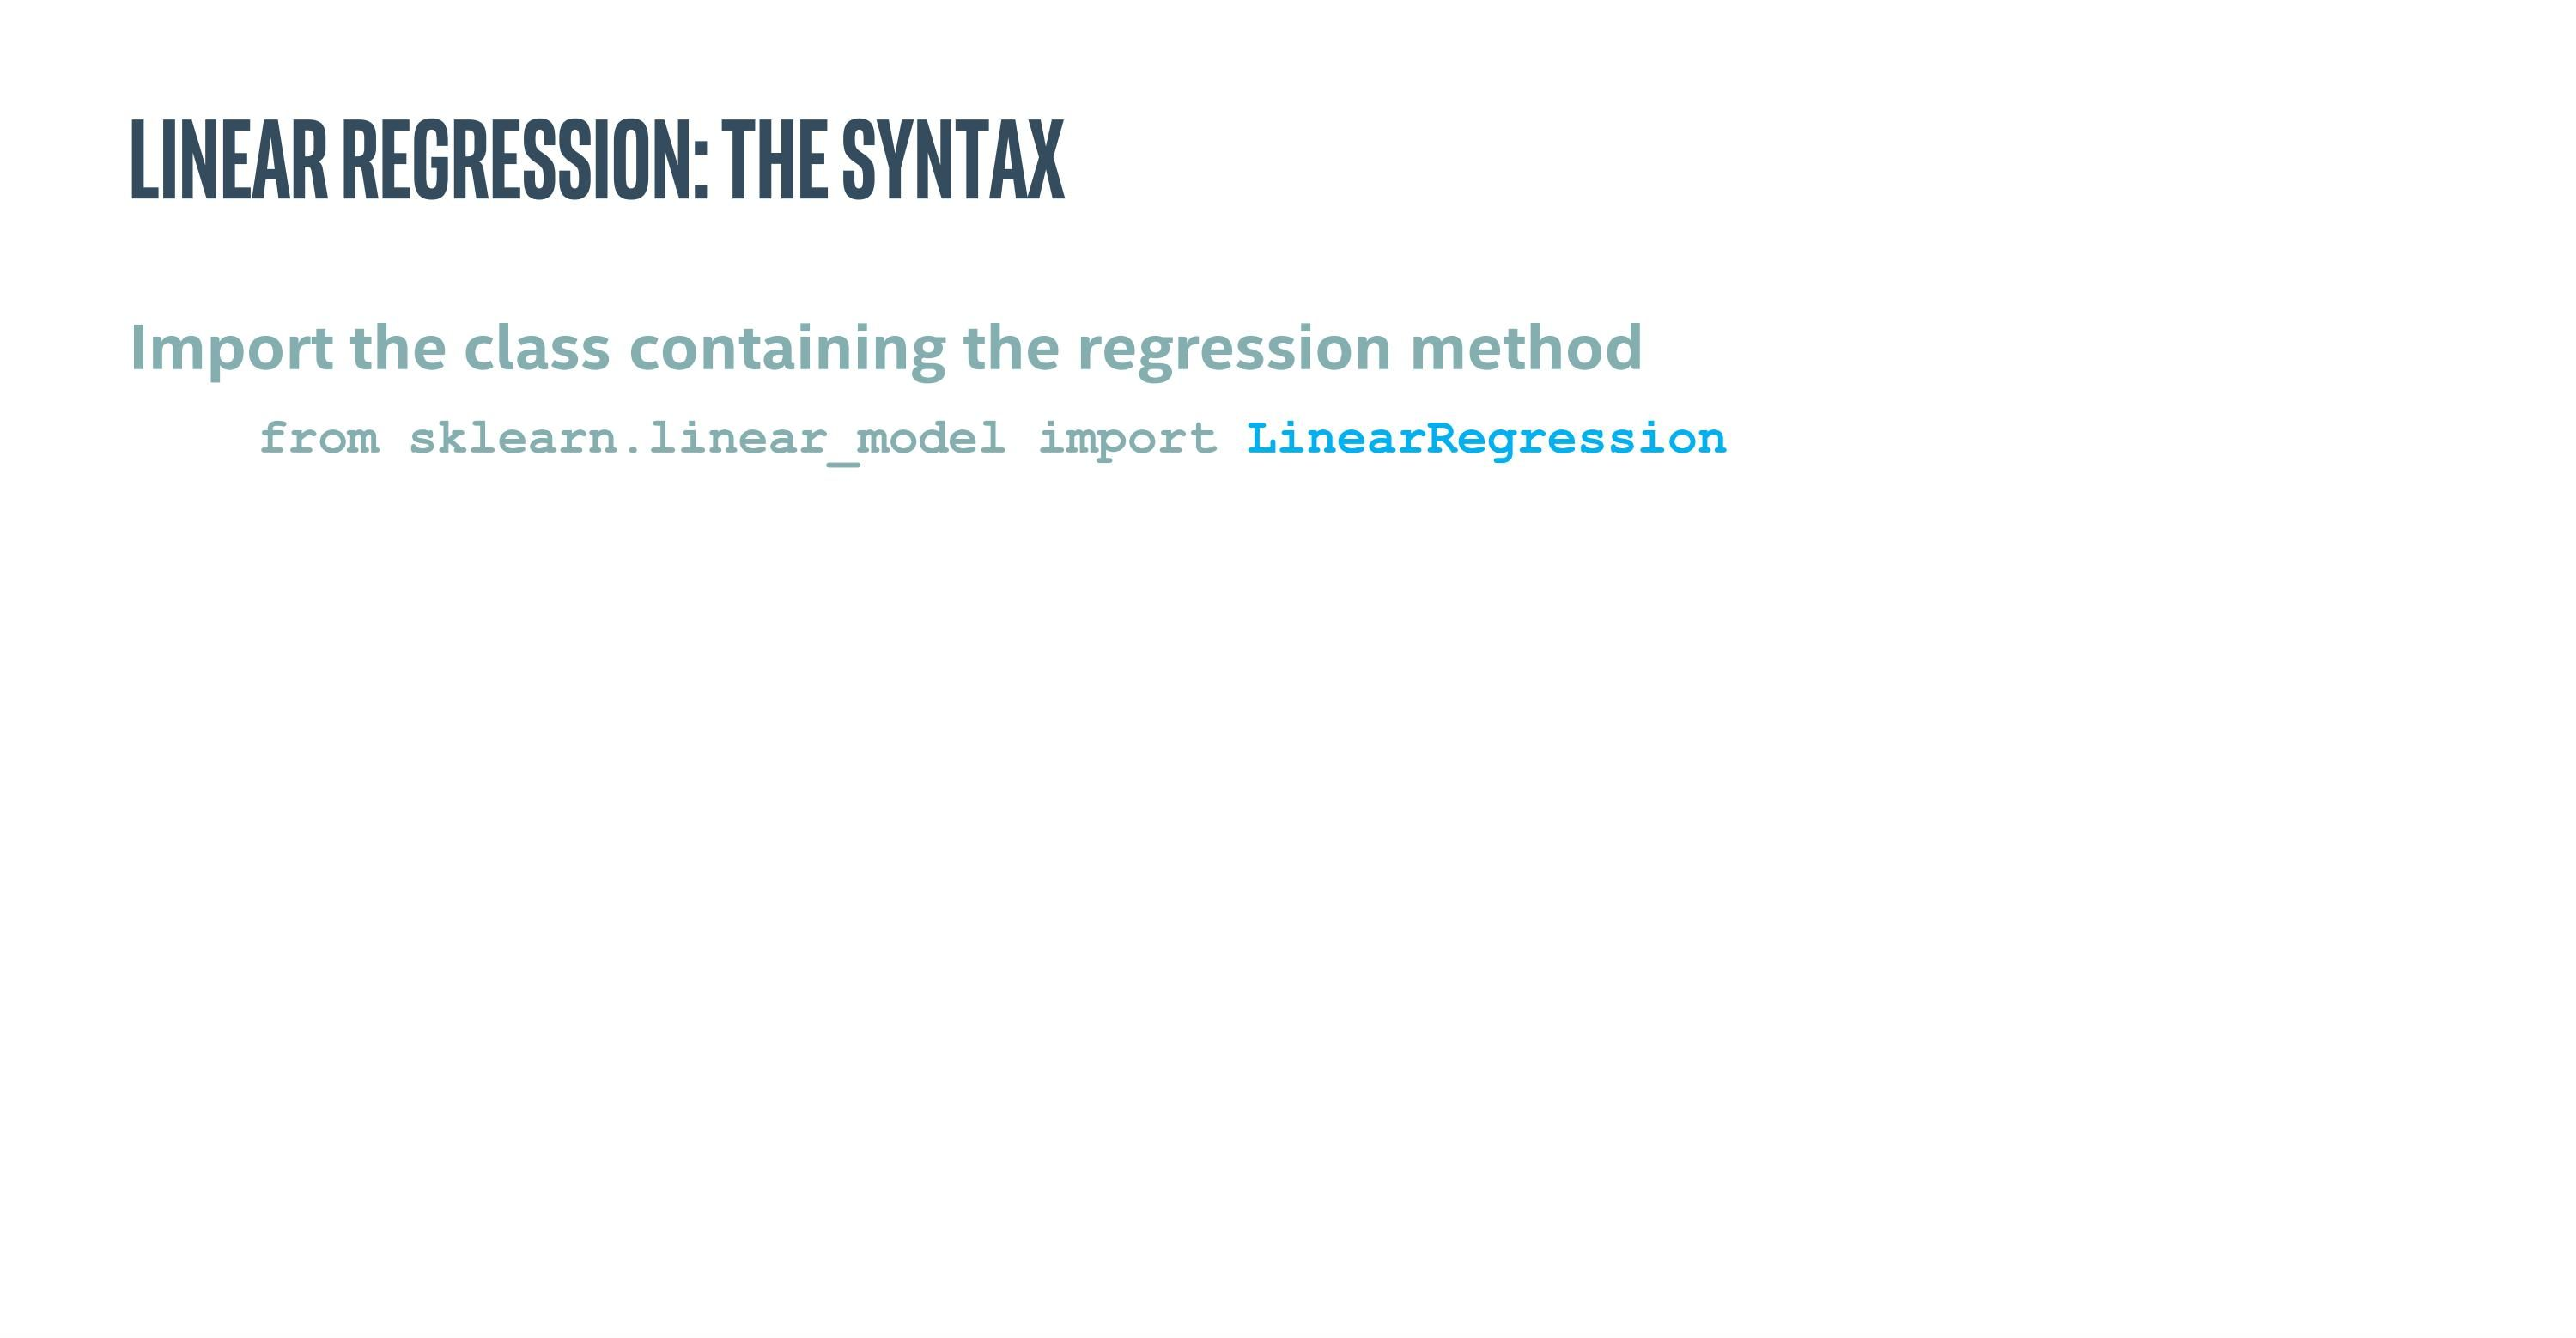 LINEAR REGRESSION: THE SYNTAX
Import the class containing the regression method
from sklearn.linear_model import LinearRegression